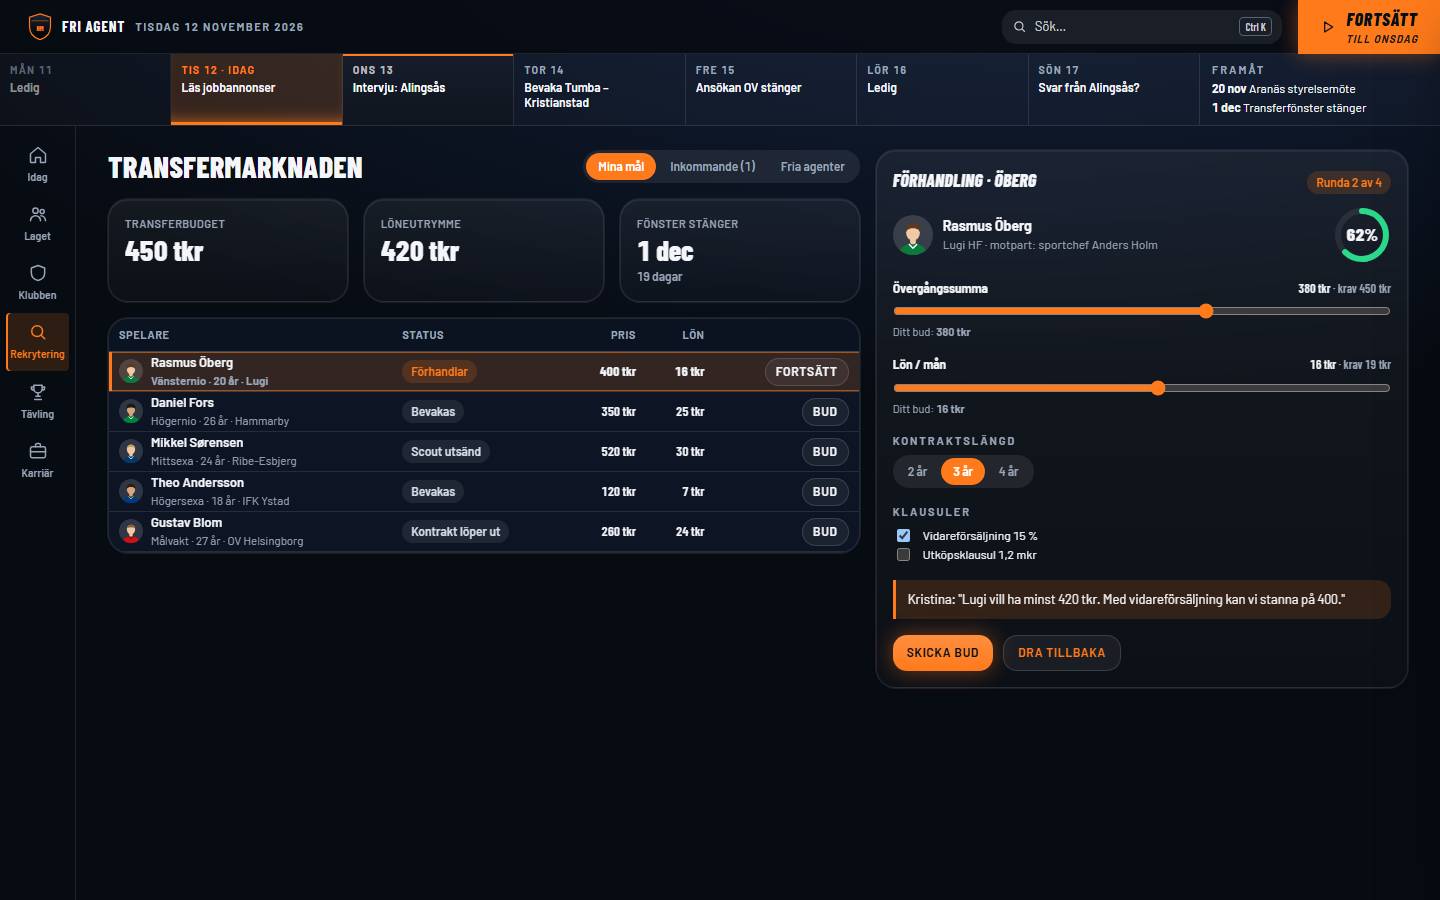 FRI AGENT TISDAG 12 NOVEMBER 2026
Sök... Ctrl K
FORTSÄTT
TILL ONSDAG
MÅN 11
Ledig
TIS 12 · IDAG
Läs jobbannonser
ONS 13
Intervju: Alingsås
TOR 14
Bevaka Tumba –
Kristianstad
FRE 15
Ansökan OV stänger
LÖR 16
Ledig
SÖN 17
Svar från Alingsås?
FRAMÅT
20 nov Aranäs styrelsemöte
1 dec Transferfönster stänger
Idag
Laget
Klubben
Rekrytering
Tävling
Karriär
TRANSFERMARKNADEN
Mina mål Inkommande (1) Fria agenter
TRANSFERBUDGET
450 tkr
LÖNEUTRYMME
420 tkr
FÖNSTER STÄNGER
1 dec
19 dagar
SPELARE STATUS PRIS LÖN
Rasmus Öberg
Vänsternio · 20 år · Lugi
Förhandlar 400 tkr 16 tkr FORTSÄTT
Daniel Fors
Högernio · 26 år · Hammarby
Bevakas 350 tkr 25 tkr BUD
Mikkel Sørensen
Mittsexa · 24 år · Ribe-Esbjerg
Scout utsänd 520 tkr 30 tkr BUD
Theo Andersson
Högersexa · 18 år · IFK Ystad
Bevakas 120 tkr 7 tkr BUD
Gustav Blom
Målvakt · 27 år · OV Helsingborg
Kontrakt löper ut 260 tkr 24 tkr BUD
FÖRHANDLING · ÖBERG
Runda 2 av 4
Rasmus Öberg
Lugi HF · motpart: sportchef Anders Holm
62%
Övergångssumma 380 tkr · krav 450 tkr
Ditt bud: 380 tkr
Lön / mån 16 tkr · krav 19 tkr
Ditt bud: 16 tkr
KONTRAKTSLÄNGD
2 år 3 år 4 år
KLAUSULER
Vidareförsäljning 15 %
Utköpsklausul 1,2 mkr
Kristina: "Lugi vill ha minst 420 tkr. Med vidareförsäljning kan vi stanna på 400."
SKICKA BUD DRA TILLBAKA